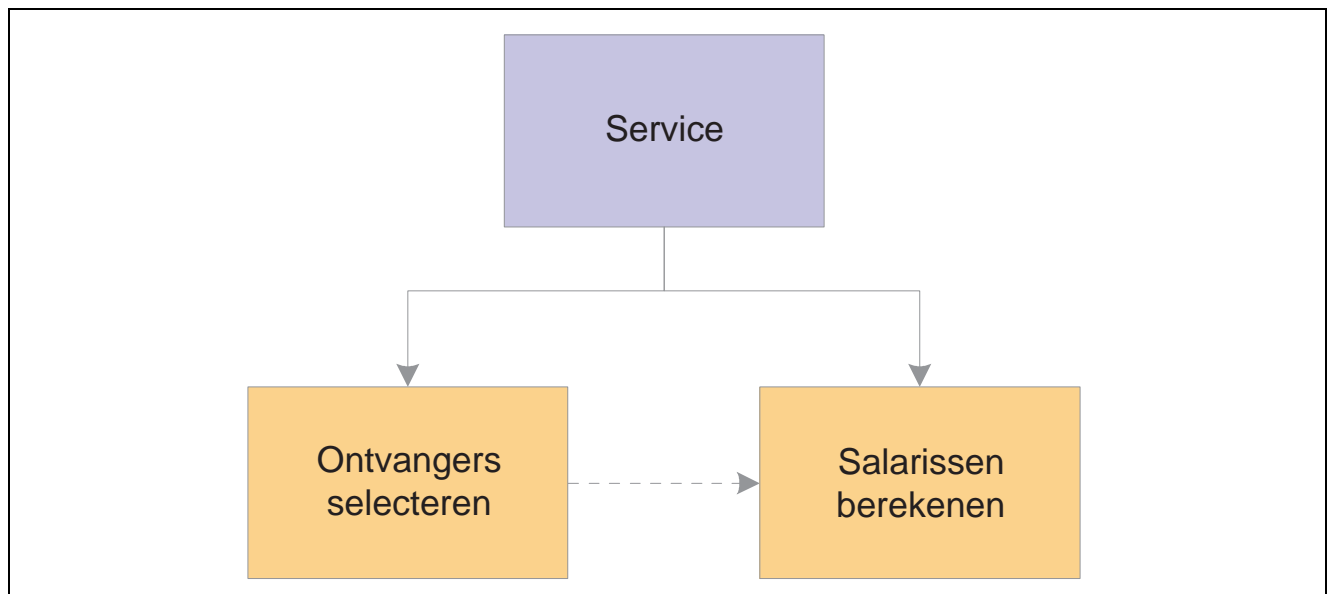 Service
Ontvangers
selecteren
Salarissen
berekenen